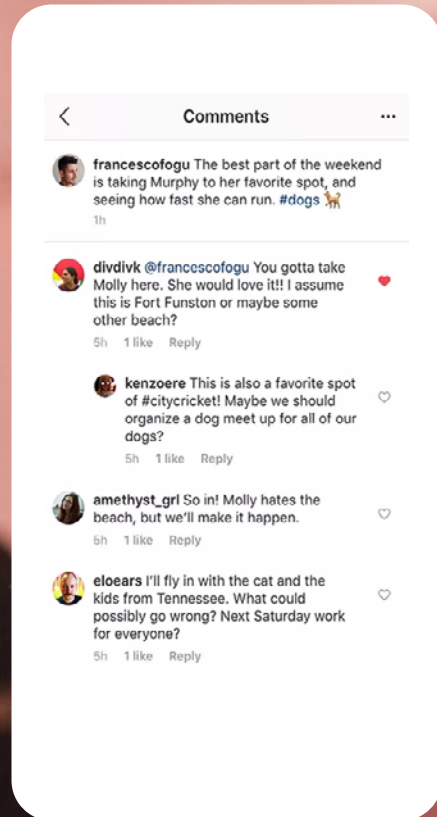 Comments
francescofogu The best part of the weekend
is taking Murphy to her favorite spot, and
seeing how fast she can run. #dogs 🐕
1h
divdivk @francescofogu You gotta take
Molly here. She would love it!! I assume
this is Fort Funston or maybe some
other beach?
5h 1 like Reply
kenzoere This is also a favorite spot
of #citycricket! Maybe we should
organize a dog meet up for all of our
dogs?
5h 1 like Reply
amethyst_grl So in! Molly hates the
beach, but we'll make it happen.
5h 1 like Reply
eloears I'll fly in with the cat and the
kids from Tennessee. What could
possibly go wrong? Next Saturday work
for everyone?
5h 1 like Reply